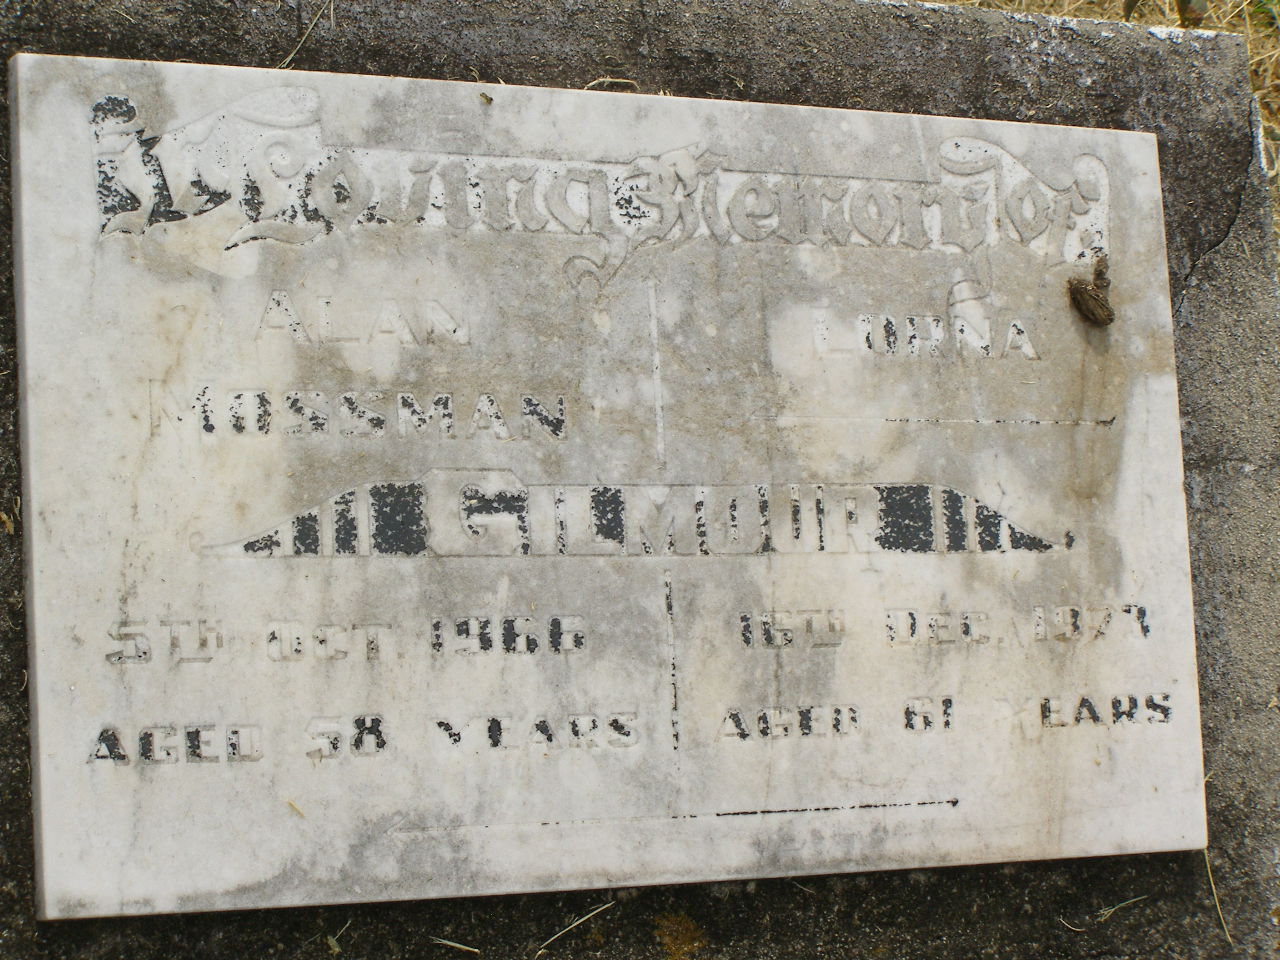 In Loving Memory of
ALAN LORNA
MOSSMAN
GILMOUR
5TH OCT. 1966 16TH DEC. 1973
AGED 58 YEARS AGED 61 YEARS